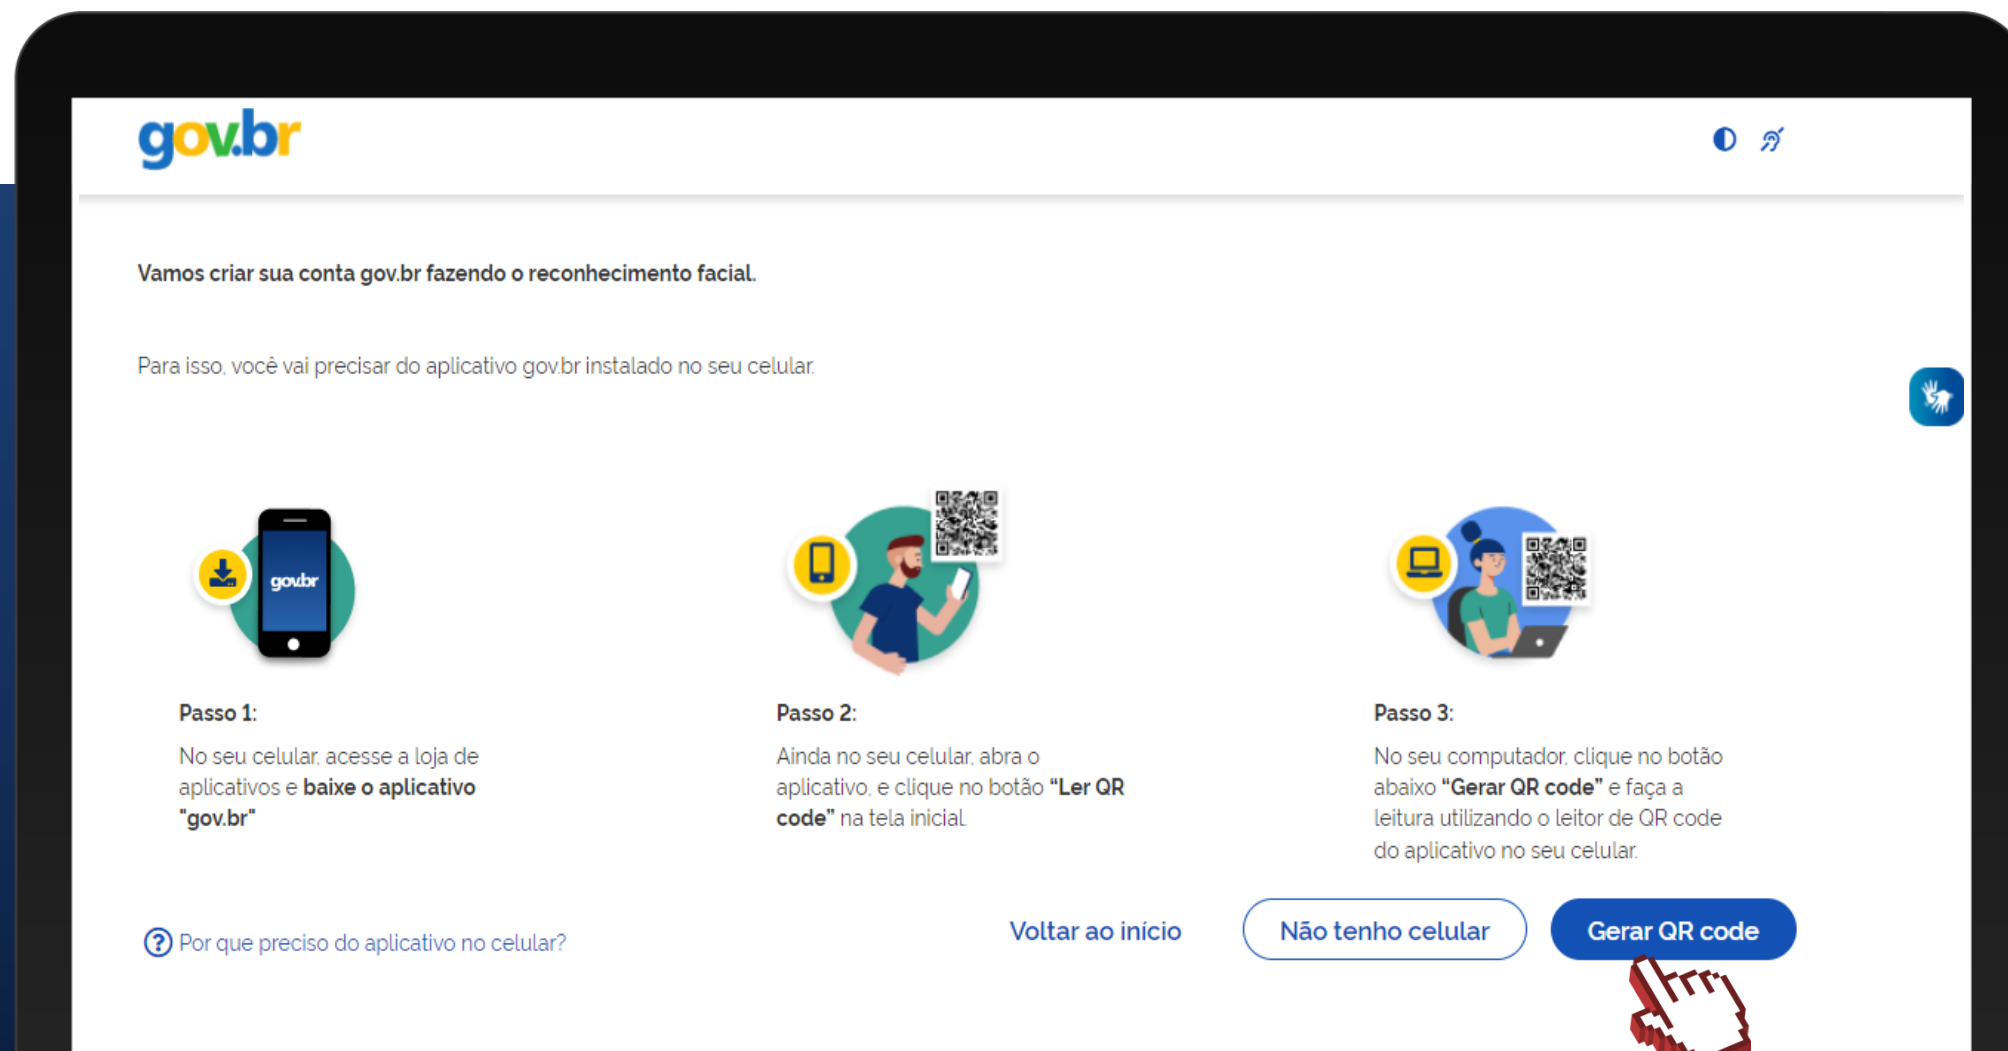 gov.br
Vamos criar sua conta gov.br fazendo o reconhecimento facial.
Para isso, você vai precisar do aplicativo gov.br instalado no seu celular.
gov.br
Passo 1:
No seu celular, acesse a loja de
aplicativos e baixe o aplicativo
"gov.br"
Passo 2:
Ainda no seu celular, abra o
aplicativo, e clique no botão “Ler QR
code” na tela inicial.
Passo 3:
No seu computador, clique no botão
abaixo “Gerar QR code” e faça a
leitura utilizando o leitor de QR code
do aplicativo no seu celular.
? Por que preciso do aplicativo no celular?
Voltar ao início
Não tenho celular
Gerar QR code